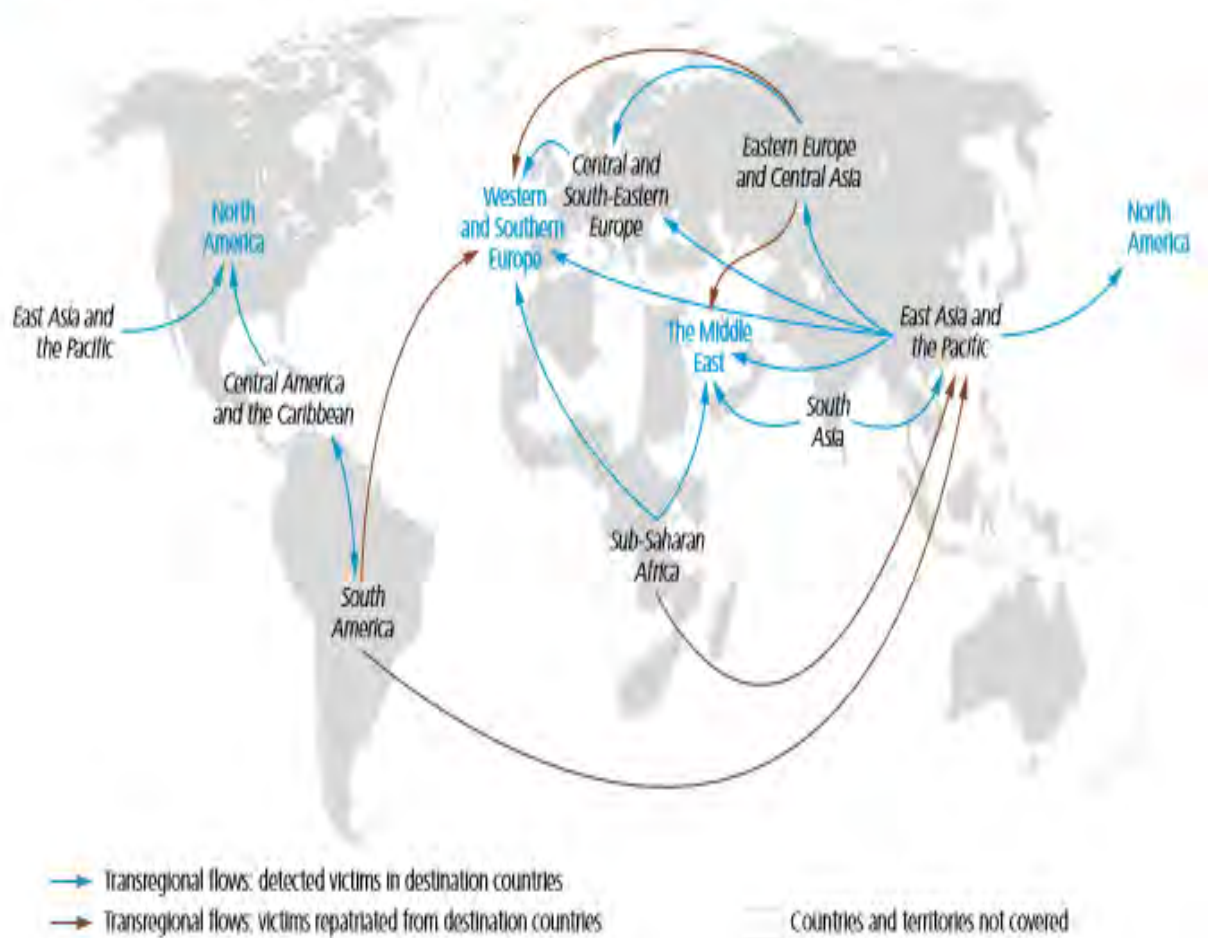 Eastern Europe
and Central Asia
Central and
South-Eastern
Europe
Western
and Southern
Europe
North
America
North
America
East Asia and
the Pacific
East Asia and
the Pacific
The Middle
East
Central America
and the Caribbean
South
Asia
Sub-Saharan
Africa
South
America
Transregional flows: detected victims in destination countries
Transregional flows: victims repatriated from destination countries
Countries and territories not covered